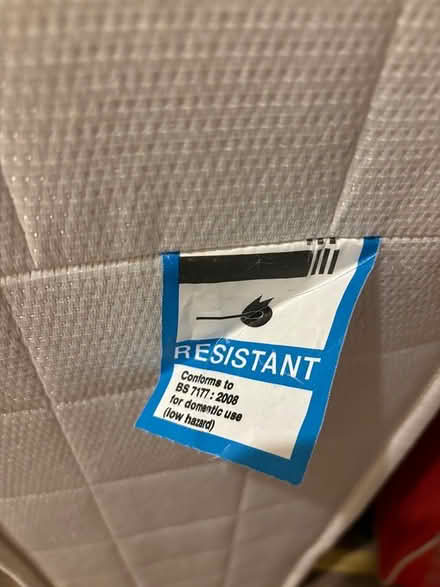 RESISTANT
Conforms to
BS 7177 : 2008
for domestic use
(low hazard)